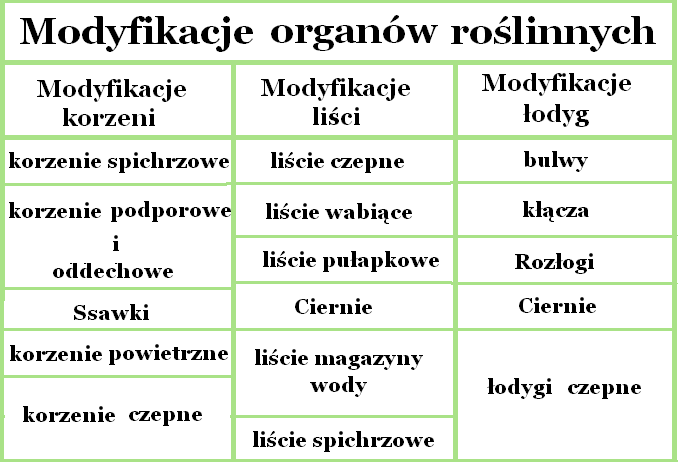 Modyfikacje organów roślinnych
Modyfikacje
korzeni
Modyfikacje
liści
Modyfikacje
łodyg
korzenie spichrzowe
liście czepne
bulwy
korzenie podporowe
i
oddechowe
liście wabiące
kłącza
liście pułapkowe
Rozłogi
Ssawki
Ciernie
Ciernie
korzenie powietrzne
liście magazyny
wody
łodygi czepne
korzenie czepne
liście spichrzowe